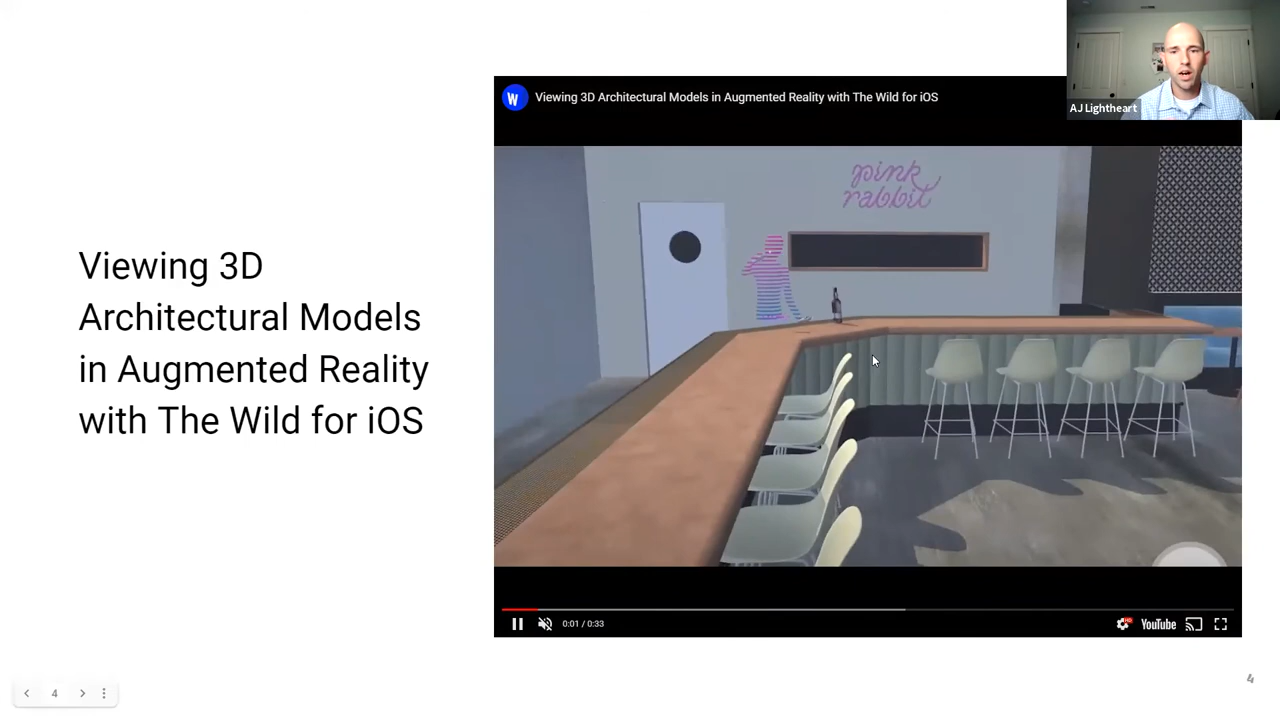 AJ Lightheart
W Viewing 3D Architectural Models in Augmented Reality with The Wild for iOS
pink
rabbit
Viewing 3D
Architectural Models
in Augmented Reality
with The Wild for iOS
0:01 / 0:33
HD
YouTube
4
4